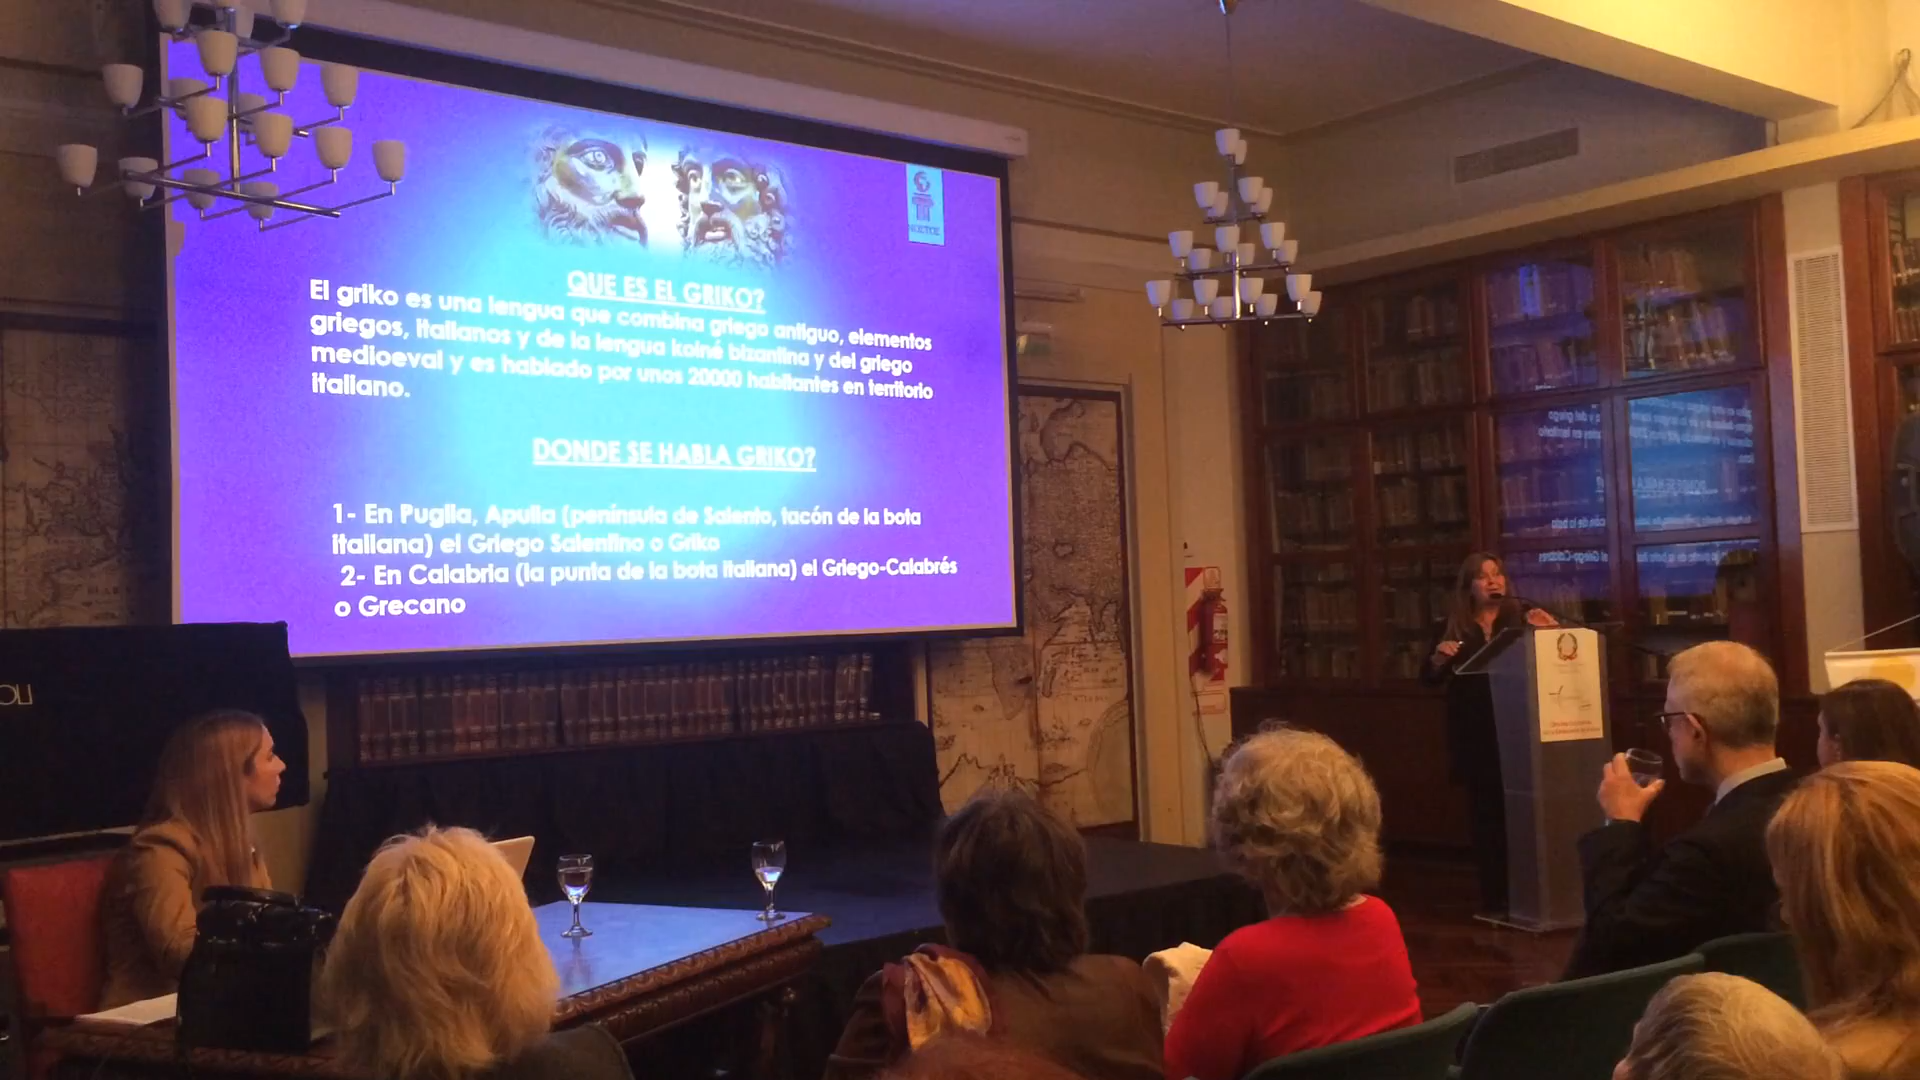 QUE ES EL GRIKO?
El griko es una lengua que combina griego antiguo, elementos
griegos, italianos y de la lengua koiné bizantina y del griego
medioeval y es hablado por unos 20000 habitantes en territorio
italiano.
DONDE SE HABLA GRIKO?
1- En Puglia, Apulia (península de Salento, tacón de la bota
italiana) el Griego Salentino o Griko
2- En Calabria (la punta de la bota italiana) el Griego-Calabrés
o Grecano